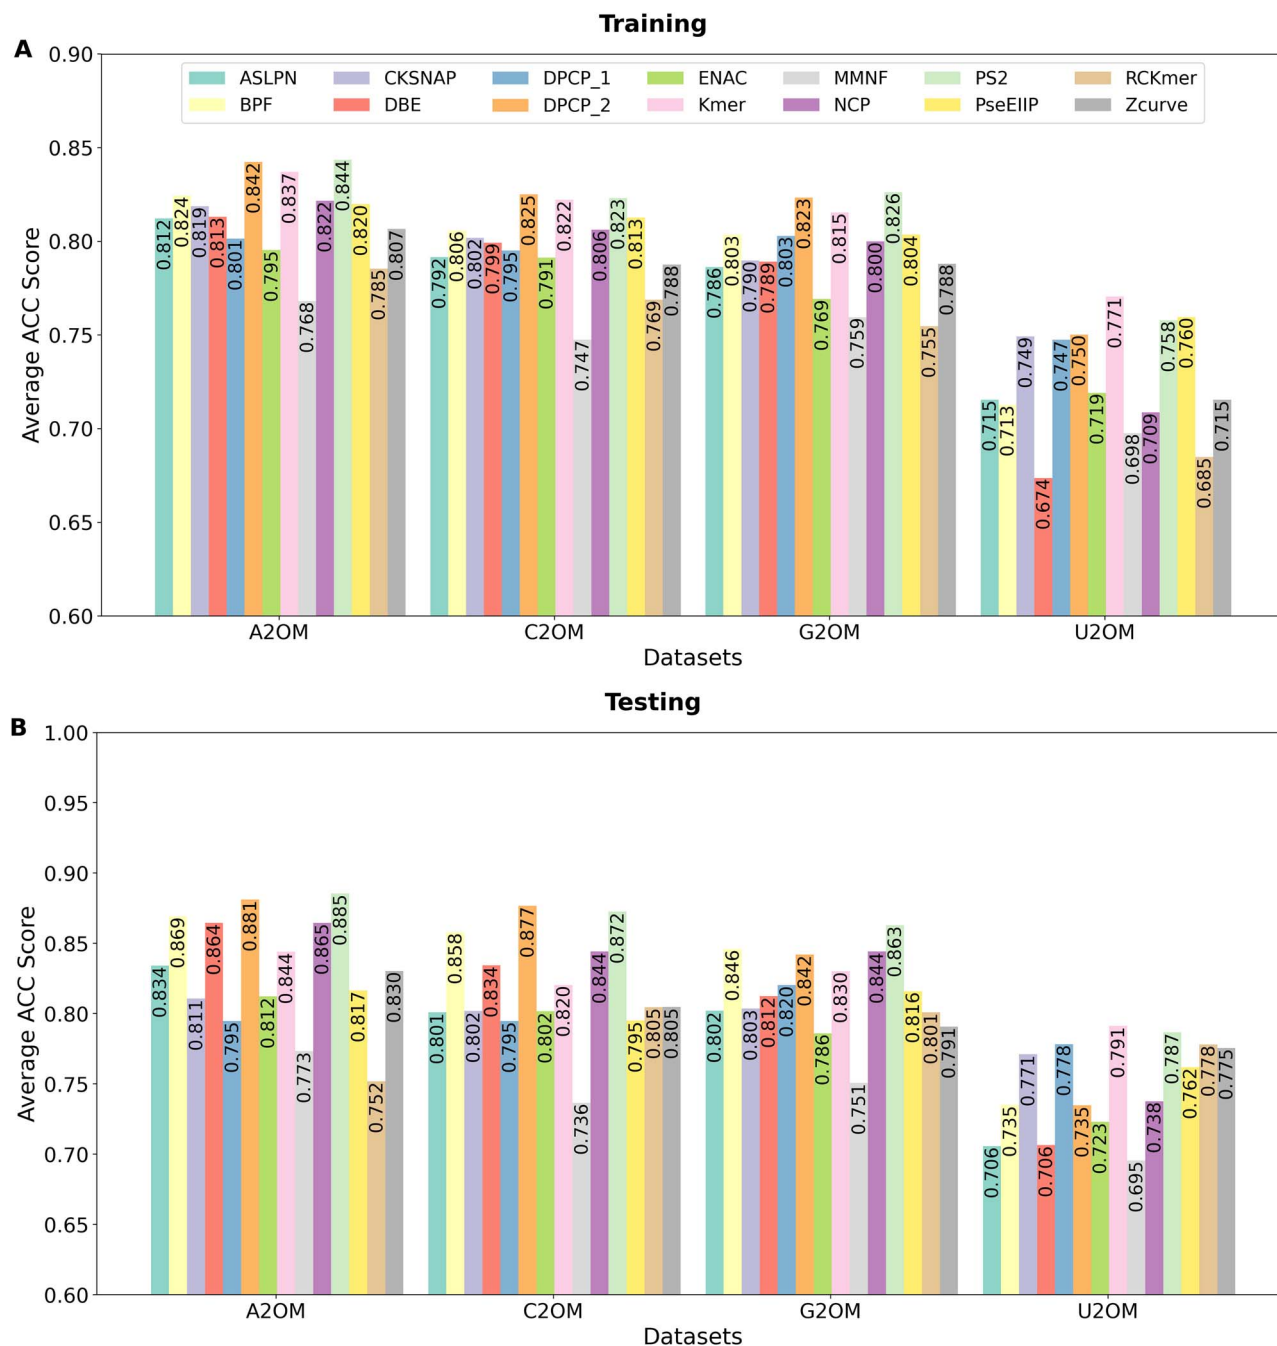 Training
A
0.90
ASLPN CKSNAP DPCP_1 ENAC MMNF PS2 RCKmer
BPF DBE DPCP_2 Kmer NCP PseEIIP Zcurve
0.85
0.80
0.75
0.70
0.65
0.60
Average ACC Score
0.812 0.824 0.819 0.813 0.801 0.842 0.795 0.837 0.768 0.822 0.844 0.820 0.785 0.807
0.792 0.806 0.802 0.799 0.795 0.825 0.791 0.822 0.747 0.806 0.823 0.813 0.769 0.788
0.786 0.803 0.790 0.789 0.803 0.823 0.769 0.815 0.759 0.800 0.826 0.804 0.755 0.788
0.715 0.713 0.749 0.674 0.747 0.750 0.719 0.771 0.698 0.709 0.758 0.760 0.685 0.715
A2OM C2OM G2OM U2OM
Datasets
Testing
B
1.00
0.95
0.90
0.85
0.80
0.75
0.70
0.65
0.60
Average ACC Score
0.834 0.869 0.811 0.864 0.795 0.881 0.812 0.844 0.773 0.865 0.885 0.817 0.752 0.830
0.801 0.858 0.802 0.834 0.795 0.877 0.802 0.820 0.736 0.844 0.872 0.795 0.805 0.805
0.802 0.846 0.803 0.812 0.820 0.842 0.786 0.830 0.751 0.844 0.863 0.816 0.801 0.791
0.706 0.735 0.771 0.706 0.778 0.735 0.723 0.791 0.695 0.738 0.787 0.762 0.778 0.775
A2OM C2OM G2OM U2OM
Datasets